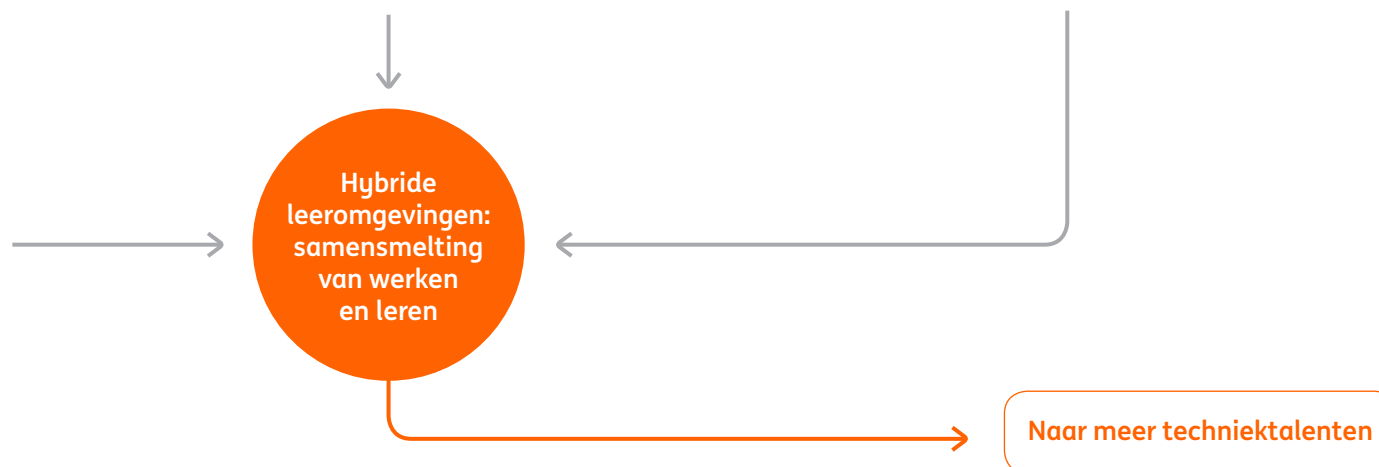 Hybride
leeromgevingen:
samensmelting
van werken
en leren
Naar meer techniektalenten